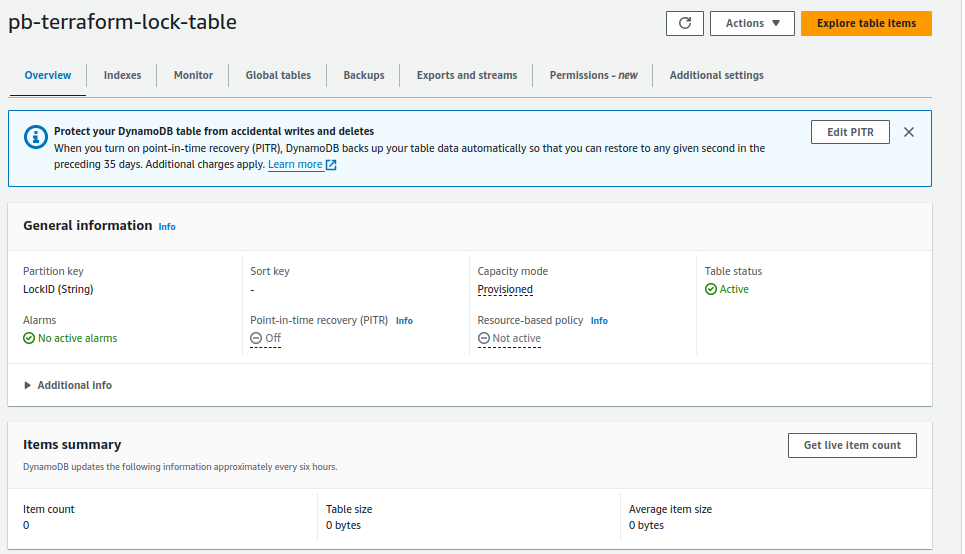 pb-terraform-lock-table
Actions
Explore table items
Overview
Indexes
Monitor
Global tables
Backups
Exports and streams
Permissions - new
Additional settings
Protect your DynamoDB table from accidental writes and deletes
When you turn on point-in-time recovery (PITR), DynamoDB backs up your table data automatically so that you can restore to any given second in the
preceding 35 days. Additional charges apply. Learn more
Edit PITR
General information Info
Partition key
LockID (String)
Sort key
-
Capacity mode
Provisioned
Table status
Active
Alarms
No active alarms
Point-in-time recovery (PITR) Info
Off
Resource-based policy Info
Not active
Additional info
Items summary
DynamoDB updates the following information approximately every six hours.
Get live item count
Item count
0
Table size
0 bytes
Average item size
0 bytes